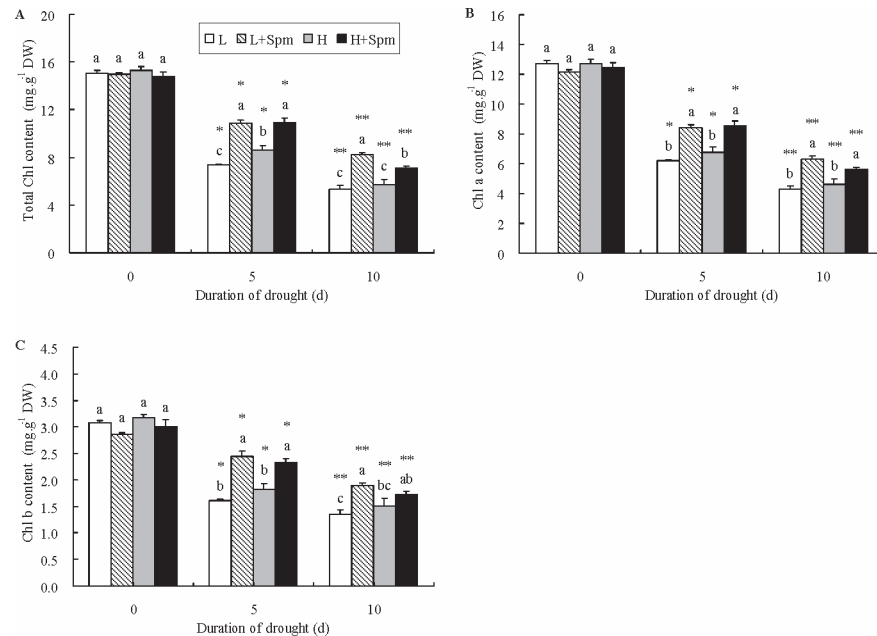 A
Total Chl content (mg.g⁻¹ DW)
20
16
12
8
4
0
L L+Spm H H+Spm
a a a a
* * * *
c a b a
** ** ** **
c a c b
0 5 10
Duration of drought (d)
B
Chl a content (mg.g⁻¹ DW)
16
14
12
10
8
6
4
2
0
a a a a
* * * *
b a b a
** ** ** **
b a b a
0 5 10
Duration of drought (d)
C
Chl b content (mg.g⁻¹ DW)
4.5
4.0
3.5
3.0
2.5
2.0
1.5
1.0
0.5
0.0
a a a a
* * * *
b a b a
** ** ** **
c a bc ab
0 5 10
Duration of drought (d)